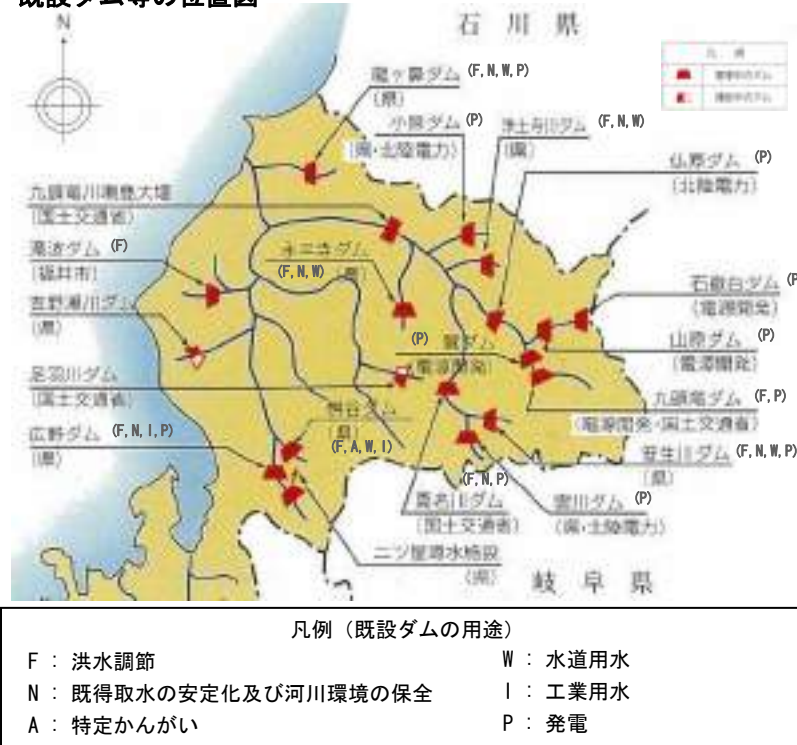 既設ダム等の位置図
N
石川県
凡例
龍ヶ鼻ダム (F, N, W, P)
(県)
小原ダム (P)
(県・北陸電力)
浄土寺川ダム (F, N, W)
(県)
仏原ダム (P)
(北陸電力)
九頭竜川鳴鹿大堰
(国土交通省)
滝波ダム (F)
(福井市)
永平寺ダム
(F, N, W) (県)
石徹白ダム (P
(電源開発)
吉野瀬川ダム
(県)
(P)
鷲ダム
(電源開発)
山原ダム (P)
(電源開発)
足羽川ダム
(国土交通省)
九頭竜ダム (F, P)
(電源開発・国土交通省)
桝谷ダム
(県)
(F, A, W, I)
広野ダム (F, N, I, P)
(県)
笹生川ダム (F, N, W, P)
(県)
(F, N, P)
真名川ダム
(国土交通省)
雲川ダム (P)
(県・北陸電力)
二ツ屋導水施設
(県)
岐阜県
凡例（既設ダムの用途）
F : 洪水調節
W : 水道用水
N : 既得取水の安定化及び河川環境の保全
I : 工業用水
A : 特定かんがい
P : 発電